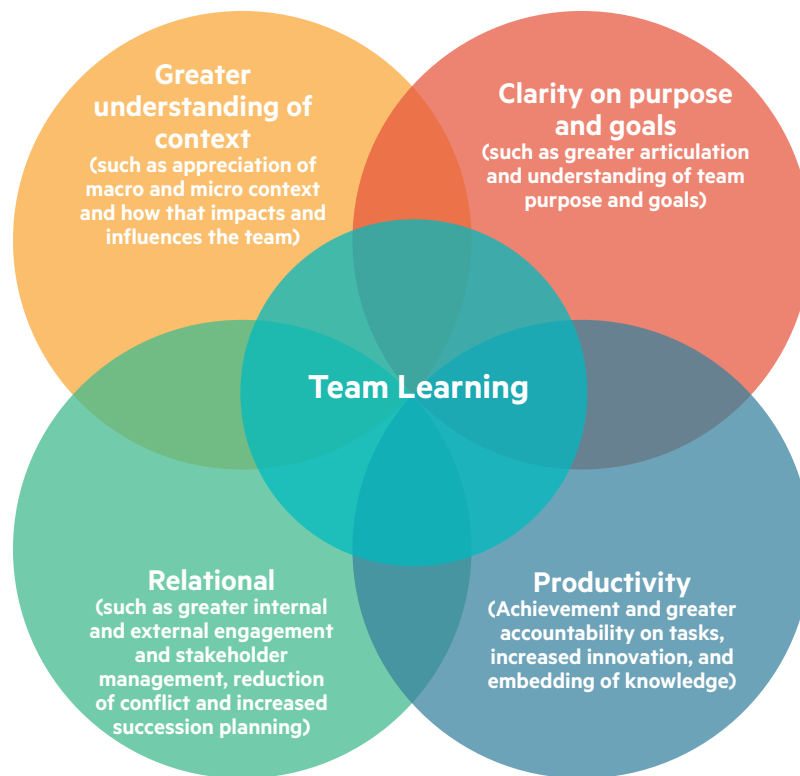 Greater
understanding of
context
(such as appreciation of
macro and micro context
and how that impacts and
influences the team)
Clarity on purpose
and goals
(such as greater articulation
and understanding of team
purpose and goals)
Team Learning
Relational
(such as greater internal
and external engagement
and stakeholder
management, reduction
of conflict and increased
succession planning)
Productivity
(Achievement and greater
accountability on tasks,
increased innovation, and
embedding of knowledge)